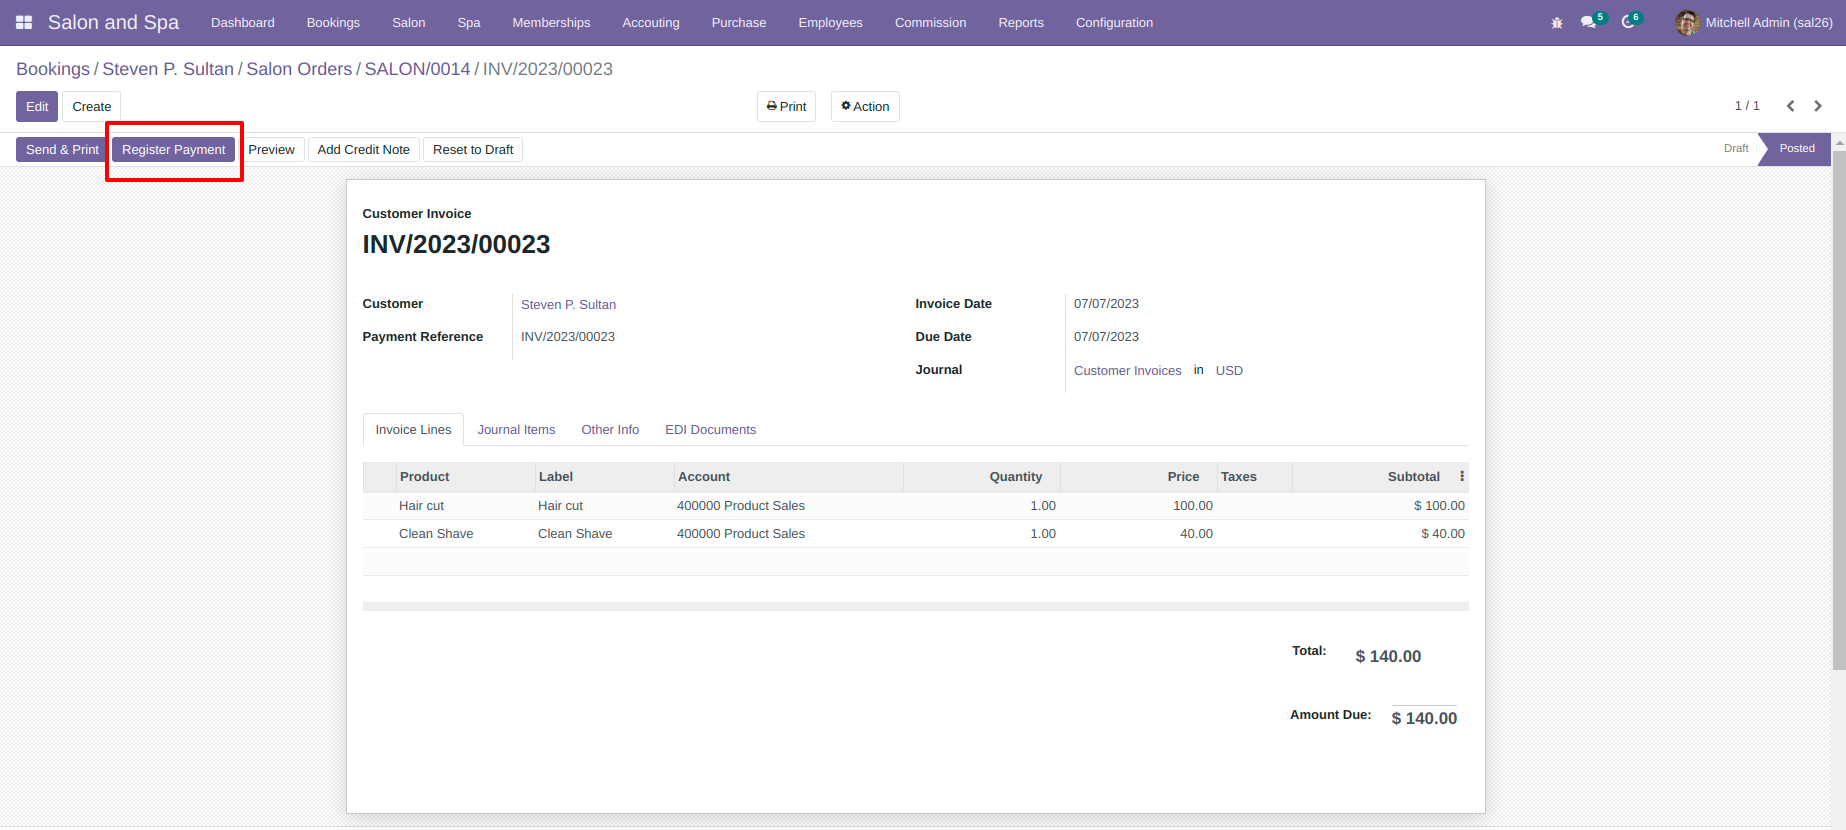 Salon and Spa Dashboard Bookings Salon Spa Memberships Accouting Purchase Employees Commission Reports Configuration 5 6 Mitchell Admin (sal26)
Bookings / Steven P. Sultan / Salon Orders / SALON/0014 / INV/2023/00023
Edit Create Print Action 1 / 1
Send & Print Register Payment Preview Add Credit Note Reset to Draft Draft Posted
Customer Invoice
INV/2023/00023
Customer Steven P. Sultan Invoice Date 07/07/2023
Payment Reference INV/2023/00023 Due Date 07/07/2023
Journal Customer Invoices in USD
Invoice Lines Journal Items Other Info EDI Documents
Product Label Account Quantity Price Taxes Subtotal
Hair cut Hair cut 400000 Product Sales 1.00 100.00 $ 100.00
Clean Shave Clean Shave 400000 Product Sales 1.00 40.00 $ 40.00
Total: $ 140.00
Amount Due: $ 140.00